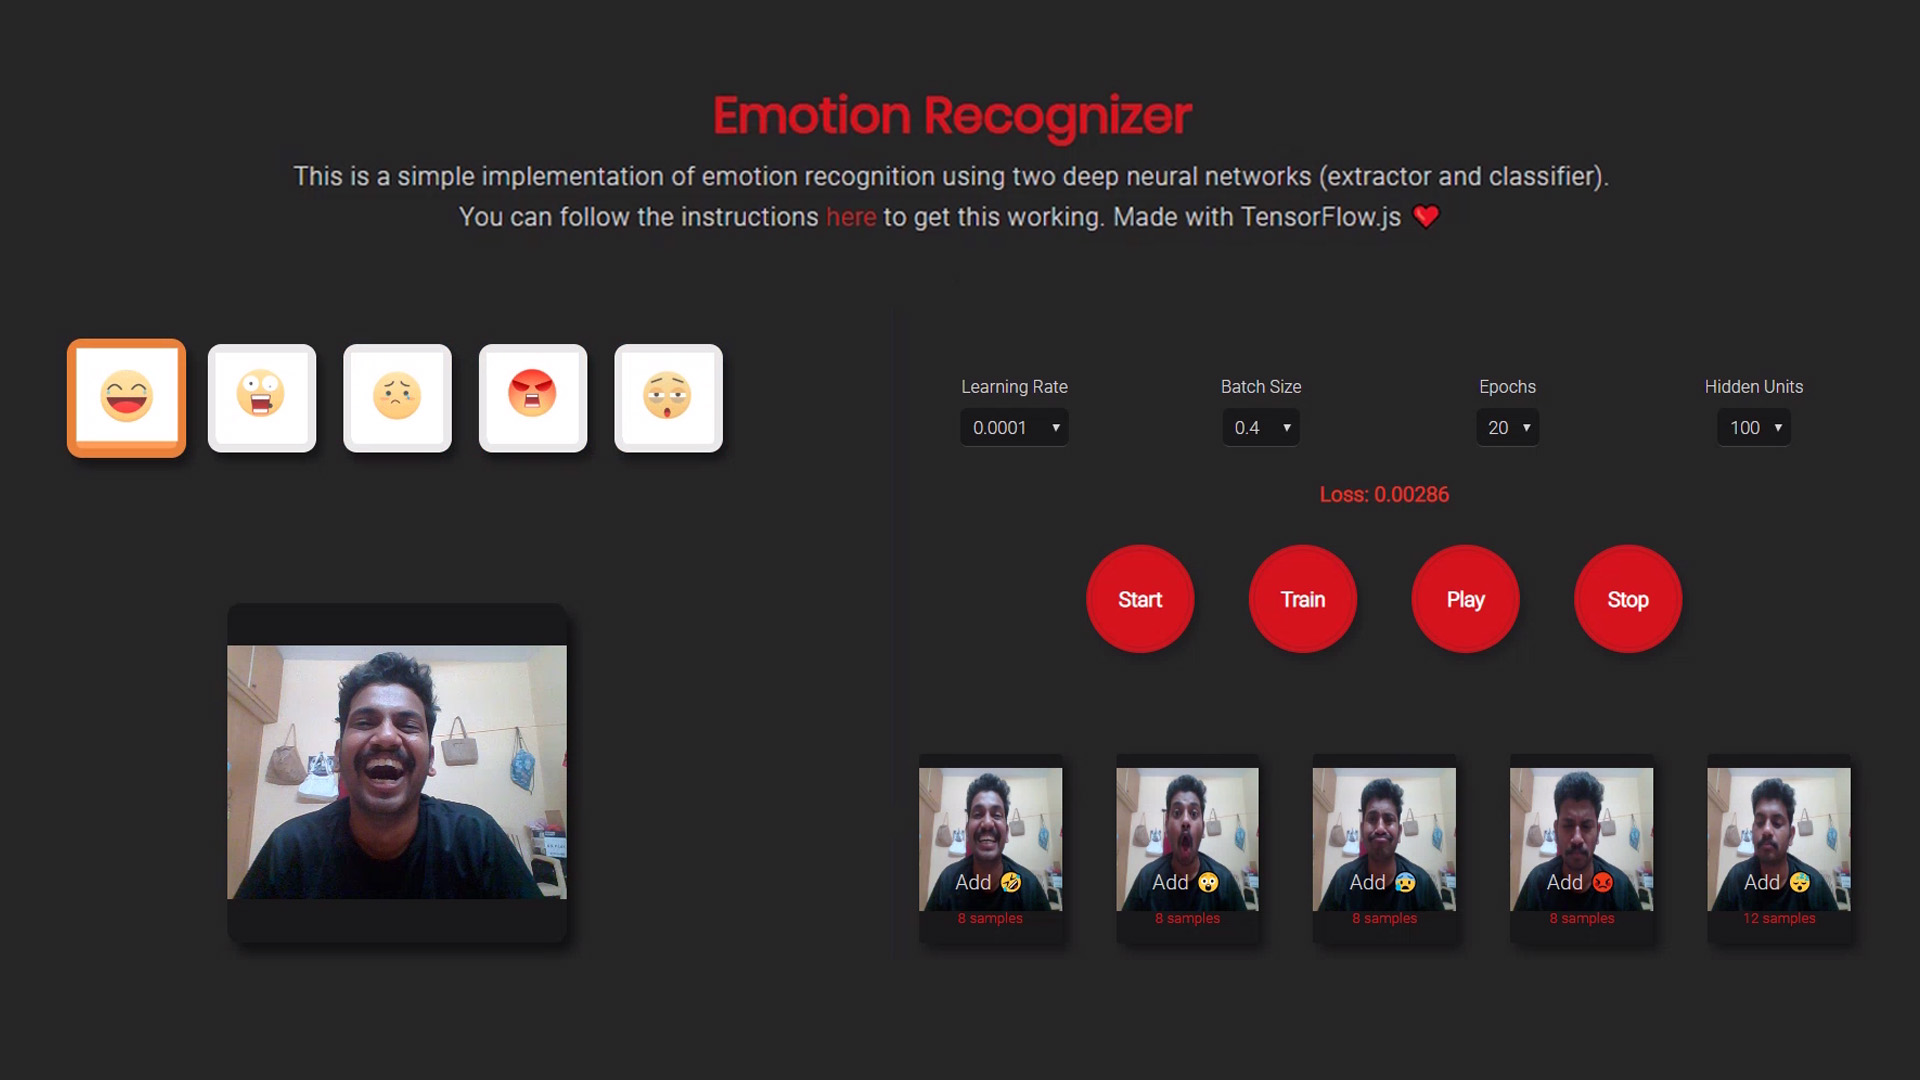 Emotion Recognizer
This is a simple implementation of emotion recognition using two deep neural networks (extractor and classifier).
You can follow the instructions here to get this working. Made with TensorFlow.js ❤️
Learning Rate
Batch Size
Epochs
Hidden Units
0.0001
0.4
20
100
Loss: 0.00286
Start
Train
Play
Stop
Add 🤣
Add 😲
Add 😰
Add 😡
Add 😴
8 samples
8 samples
8 samples
8 samples
12 samples